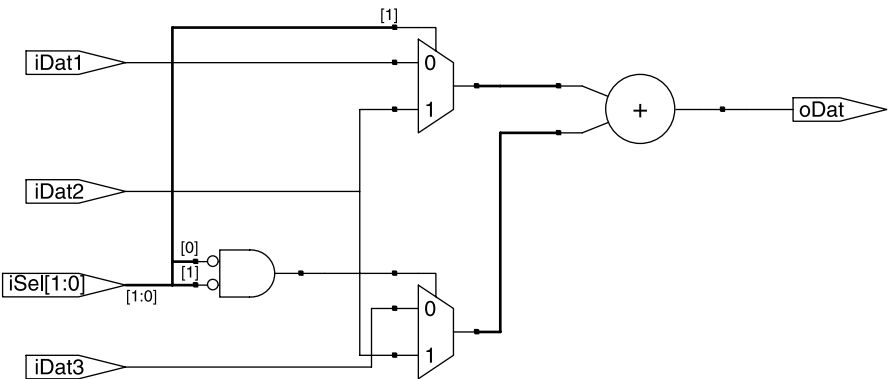 [1]
iDat1
0
1
+
oDat
iDat2
[0]
[1]
iSel[1:0]
[1:0]
0
1
iDat3